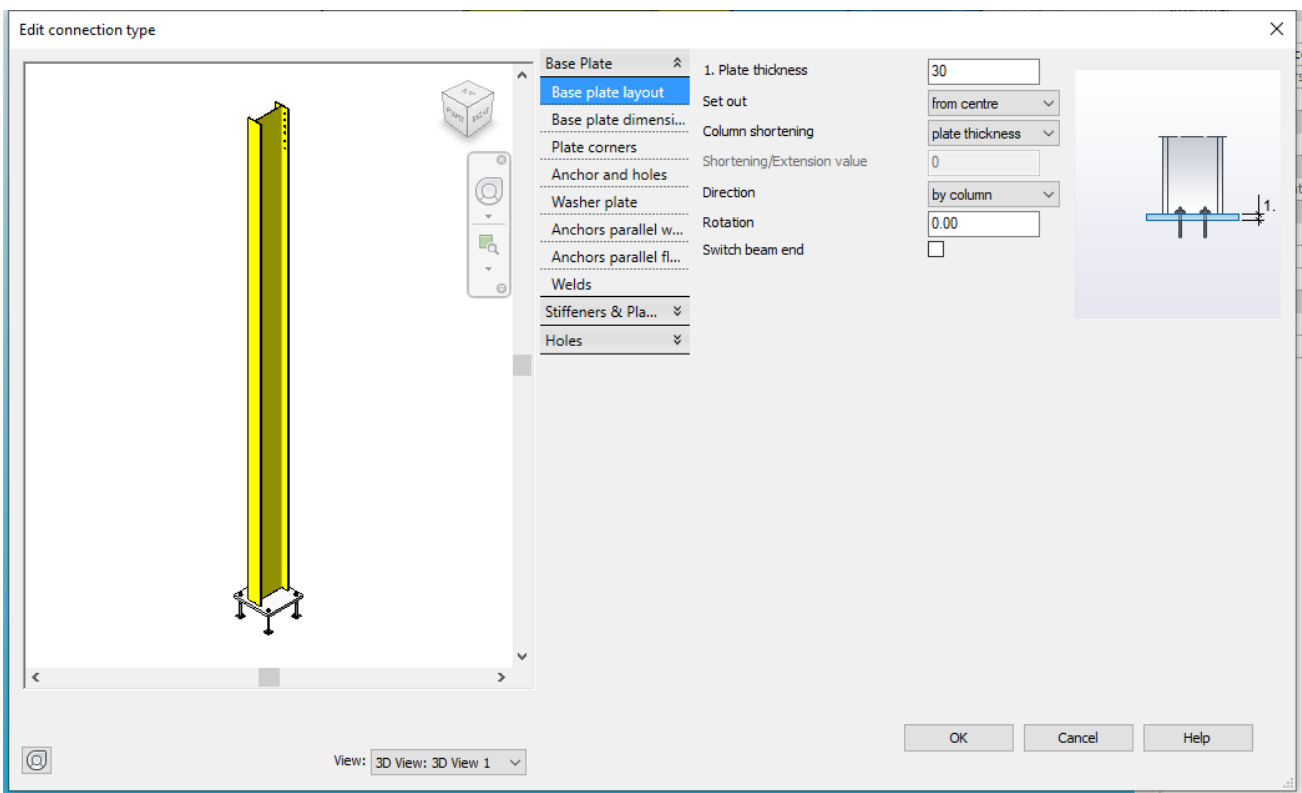 Edit connection type
Base Plate
Base plate layout
Base plate dimensi...
Plate corners
Anchor and holes
Washer plate
Anchors parallel w...
Anchors parallel fl...
Welds
Stiffeners & Pla...
Holes
1. Plate thickness 30
Set out from centre
Column shortening plate thickness
Shortening/Extension value 0
Direction by column
Rotation 0.00
Switch beam end
1.
FRONT RIGHT
View: 3D View: 3D View 1
OK Cancel Help